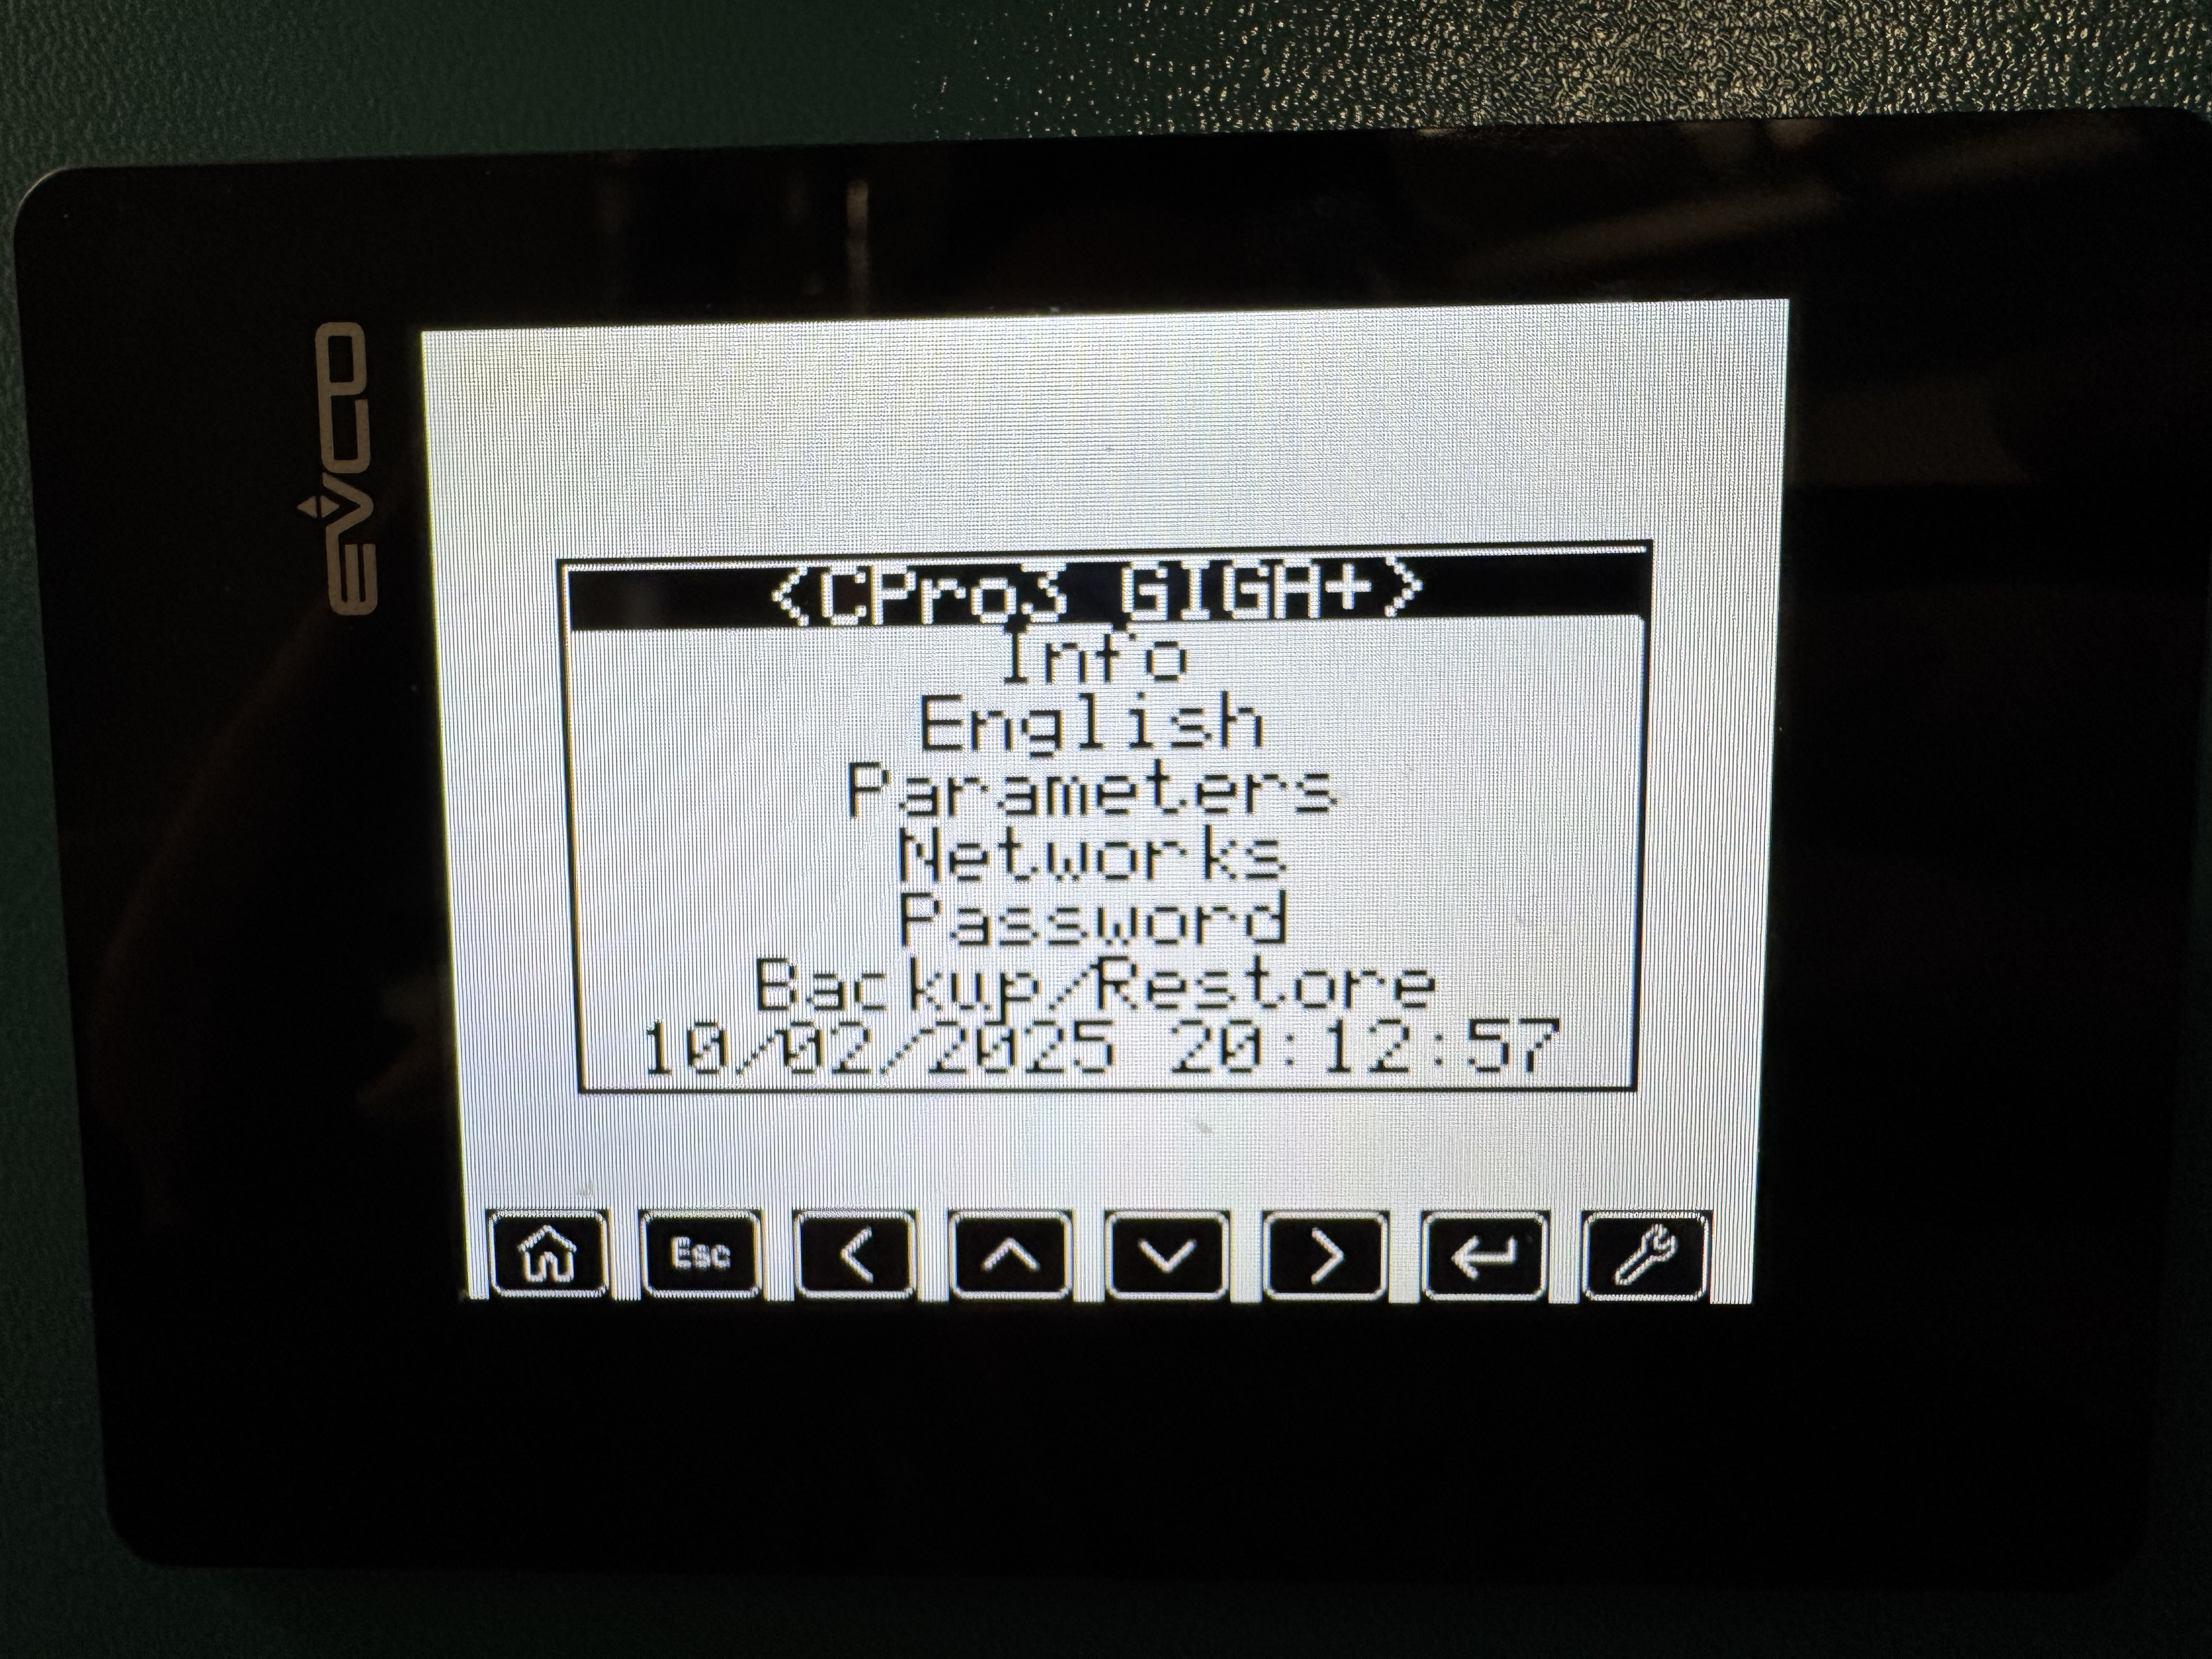 EVCO
<CPro3 GIGA+>
Info
English
Parameters
Networks
Password
Backup/Restore
10/02/2025 20:12:57
Esc